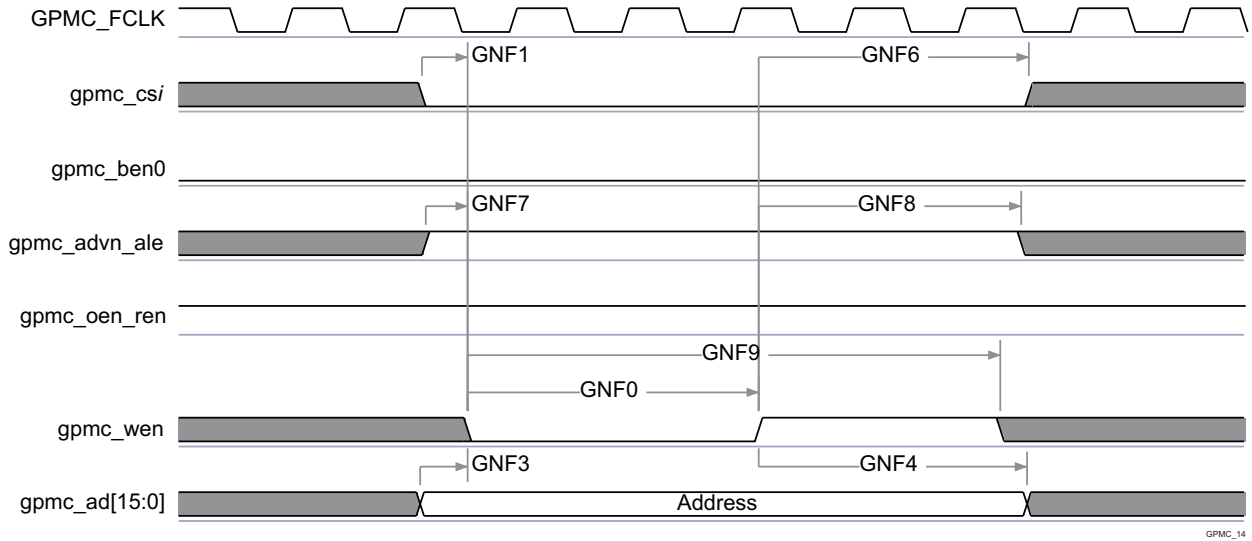 GPMC_FCLK
GNF1
GNF6
gpmc_csi
gpmc_ben0
GNF7
GNF8
gpmc_advn_ale
gpmc_oen_ren
GNF9
GNF0
gpmc_wen
GNF3
GNF4
gpmc_ad[15:0]
Address
GPMC_14